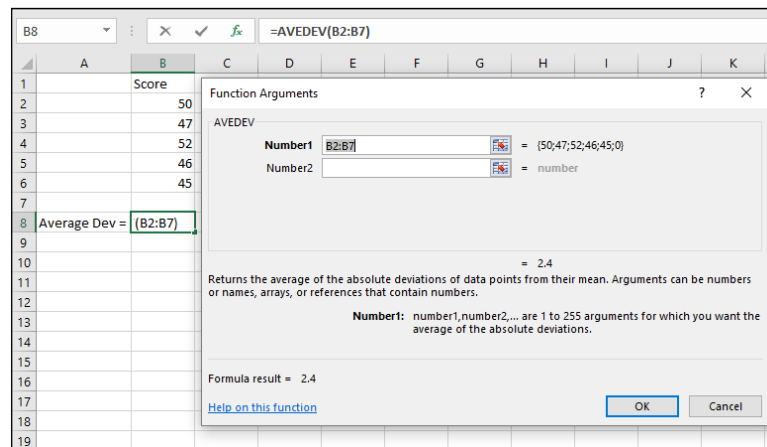 B8 =AVEDEV(B2:B7)
A B C D E F G H I J K
1 Score
2 50
3 47
4 52
5 46
6 45
7
8 Average Dev = (B2:B7)
9
10
11
12
13
14
15
16
17
18
19
Function Arguments ? ×
AVEDEV
Number1 B2:B7 = {50;47;52;46;45;0}
Number2 = number
= 2.4
Returns the average of the absolute deviations of data points from their mean. Arguments can be numbers
or names, arrays, or references that contain numbers.
Number1: number1,number2,... are 1 to 255 arguments for which you want the
average of the absolute deviations.
Formula result = 2.4
Help on this function OK Cancel